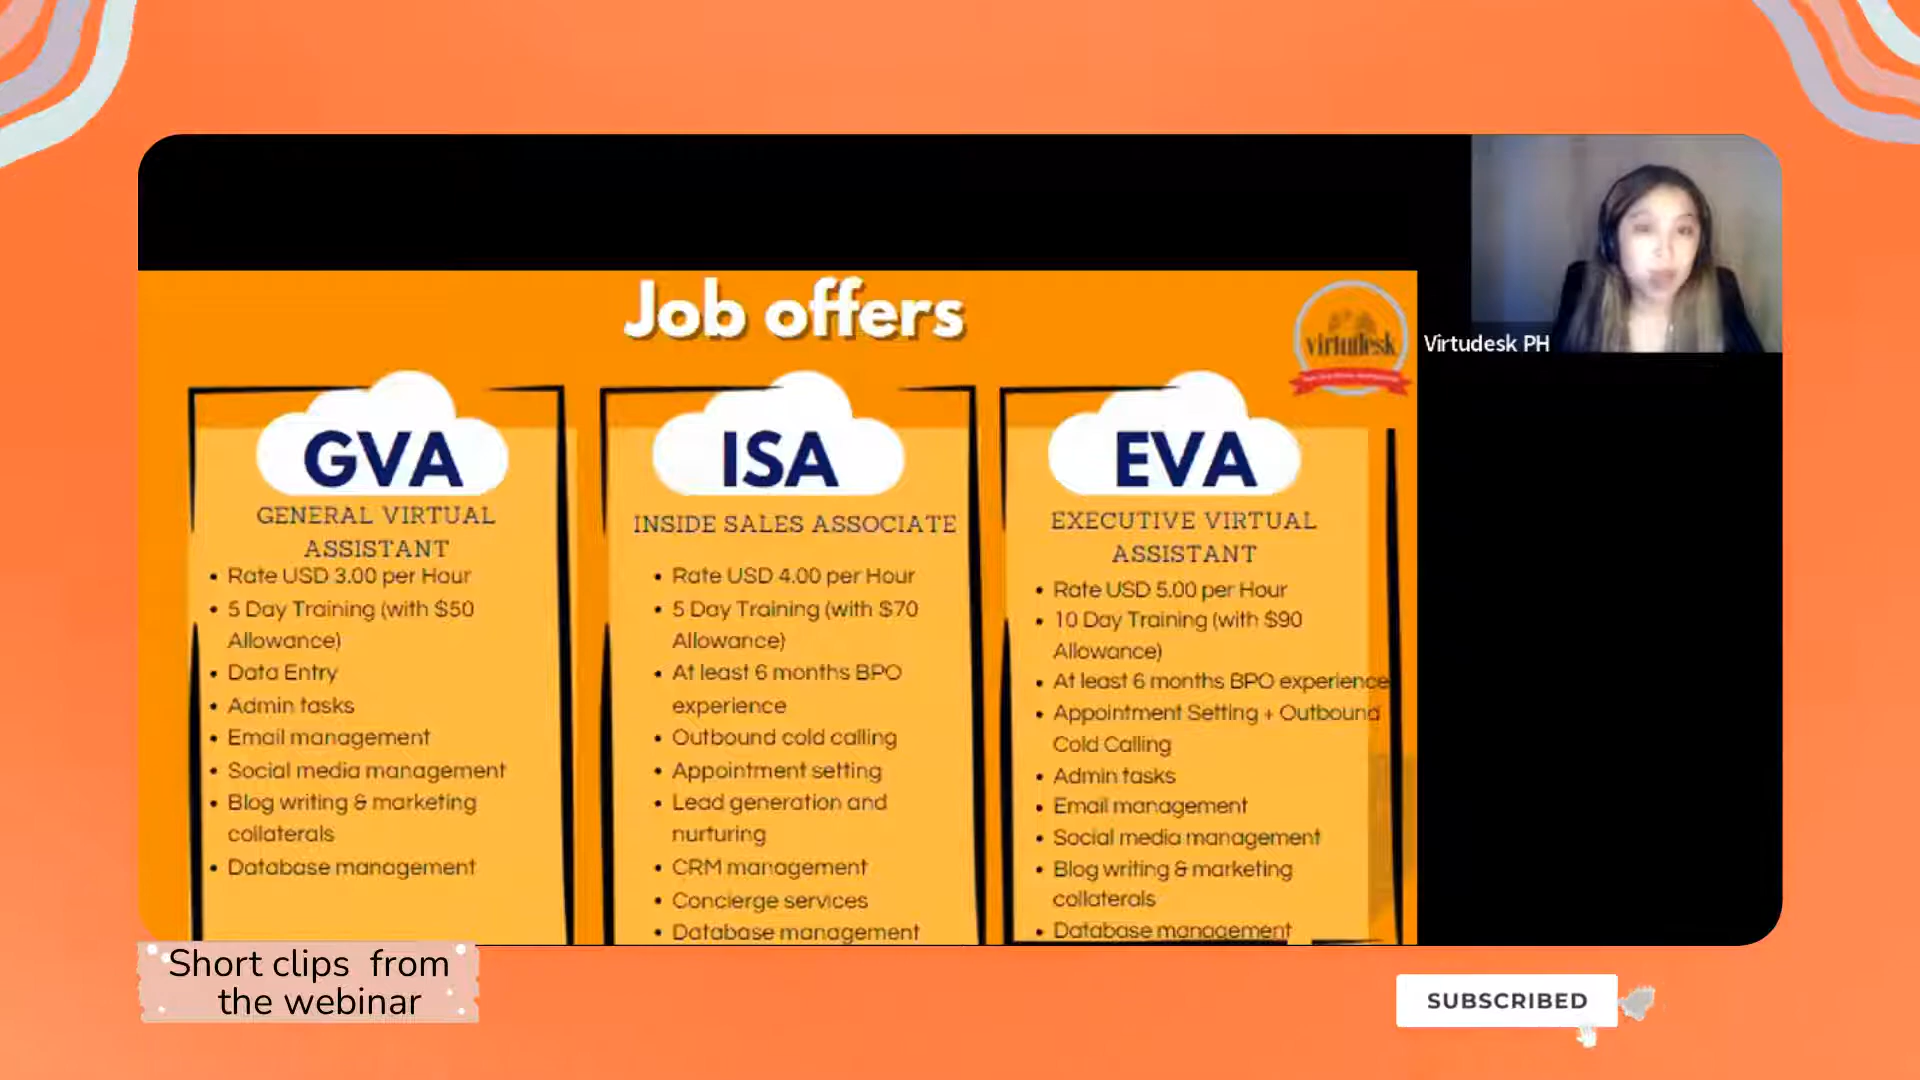 Job offers
virtudesk
Virtudesk PH
GVA
GENERAL VIRTUAL
ASSISTANT
• Rate USD 3.00 per Hour
• 5 Day Training (with $50
Allowance)
• Data Entry
• Admin tasks
• Email management
• Social media management
• Blog writing & marketing
collaterals
• Database management
ISA
INSIDE SALES ASSOCIATE
• Rate USD 4.00 per Hour
• 5 Day Training (with $70
Allowance)
• At least 6 months BPO
experience
• Outbound cold calling
• Appointment setting
• Lead generation and
nurturing
• CRM management
• Concierge services
• Database management
EVA
EXECUTIVE VIRTUAL
ASSISTANT
• Rate USD 5.00 per Hour
• 10 Day Training (with $90
Allowance)
• At least 6 months BPO experience
• Appointment Setting + Outbound
Cold Calling
• Admin tasks
• Email management
• Social media management
• Blog writing & marketing
collaterals
• Database management
Short clips from
the webinar
SUBSCRIBED